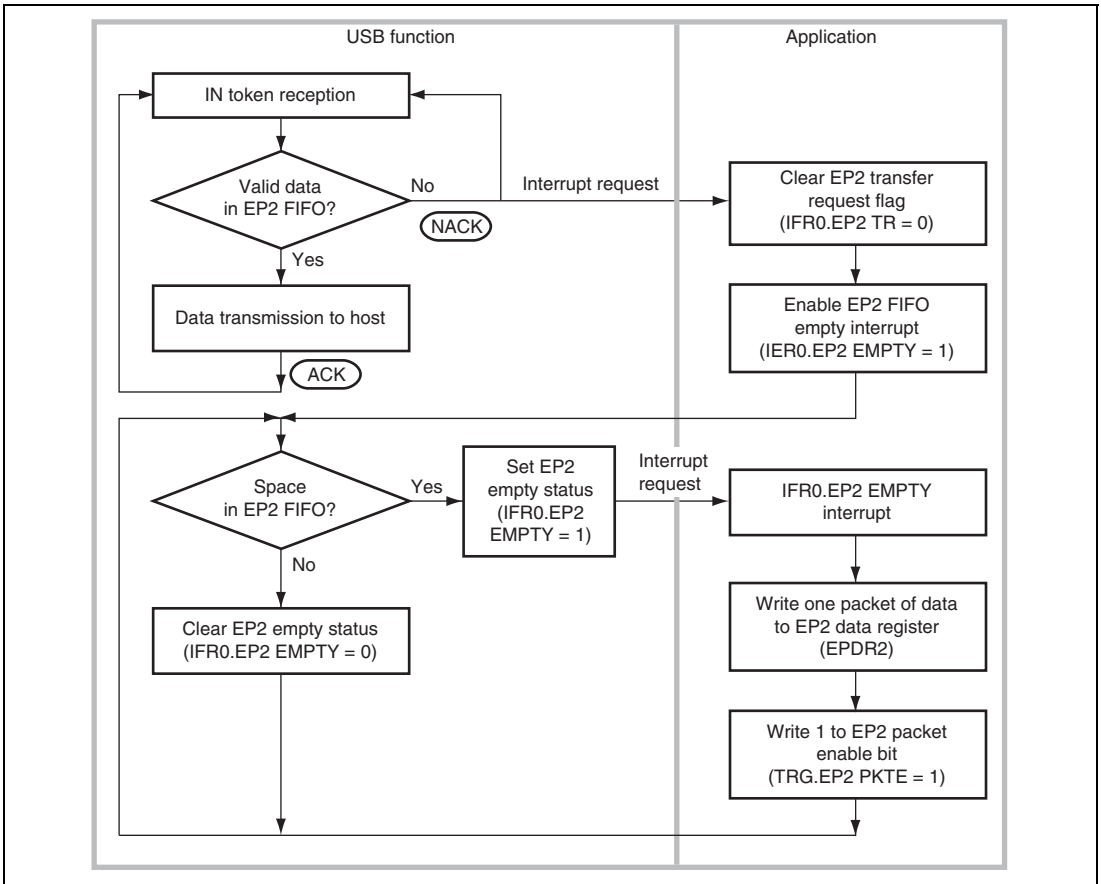 USB function
Application
IN token reception
Valid data
in EP2 FIFO?
No
NACK
Interrupt request
Clear EP2 transfer
request flag
(IFR0.EP2 TR = 0)
Yes
Data transmission to host
ACK
Enable EP2 FIFO
empty interrupt
(IER0.EP2 EMPTY = 1)
Space
in EP2 FIFO?
Yes
Set EP2
empty status
(IFR0.EP2
EMPTY = 1)
Interrupt
request
IFR0.EP2 EMPTY
interrupt
No
Clear EP2 empty status
(IFR0.EP2 EMPTY = 0)
Write one packet of data
to EP2 data register
(EPDR2)
Write 1 to EP2 packet
enable bit
(TRG.EP2 PKTE = 1)